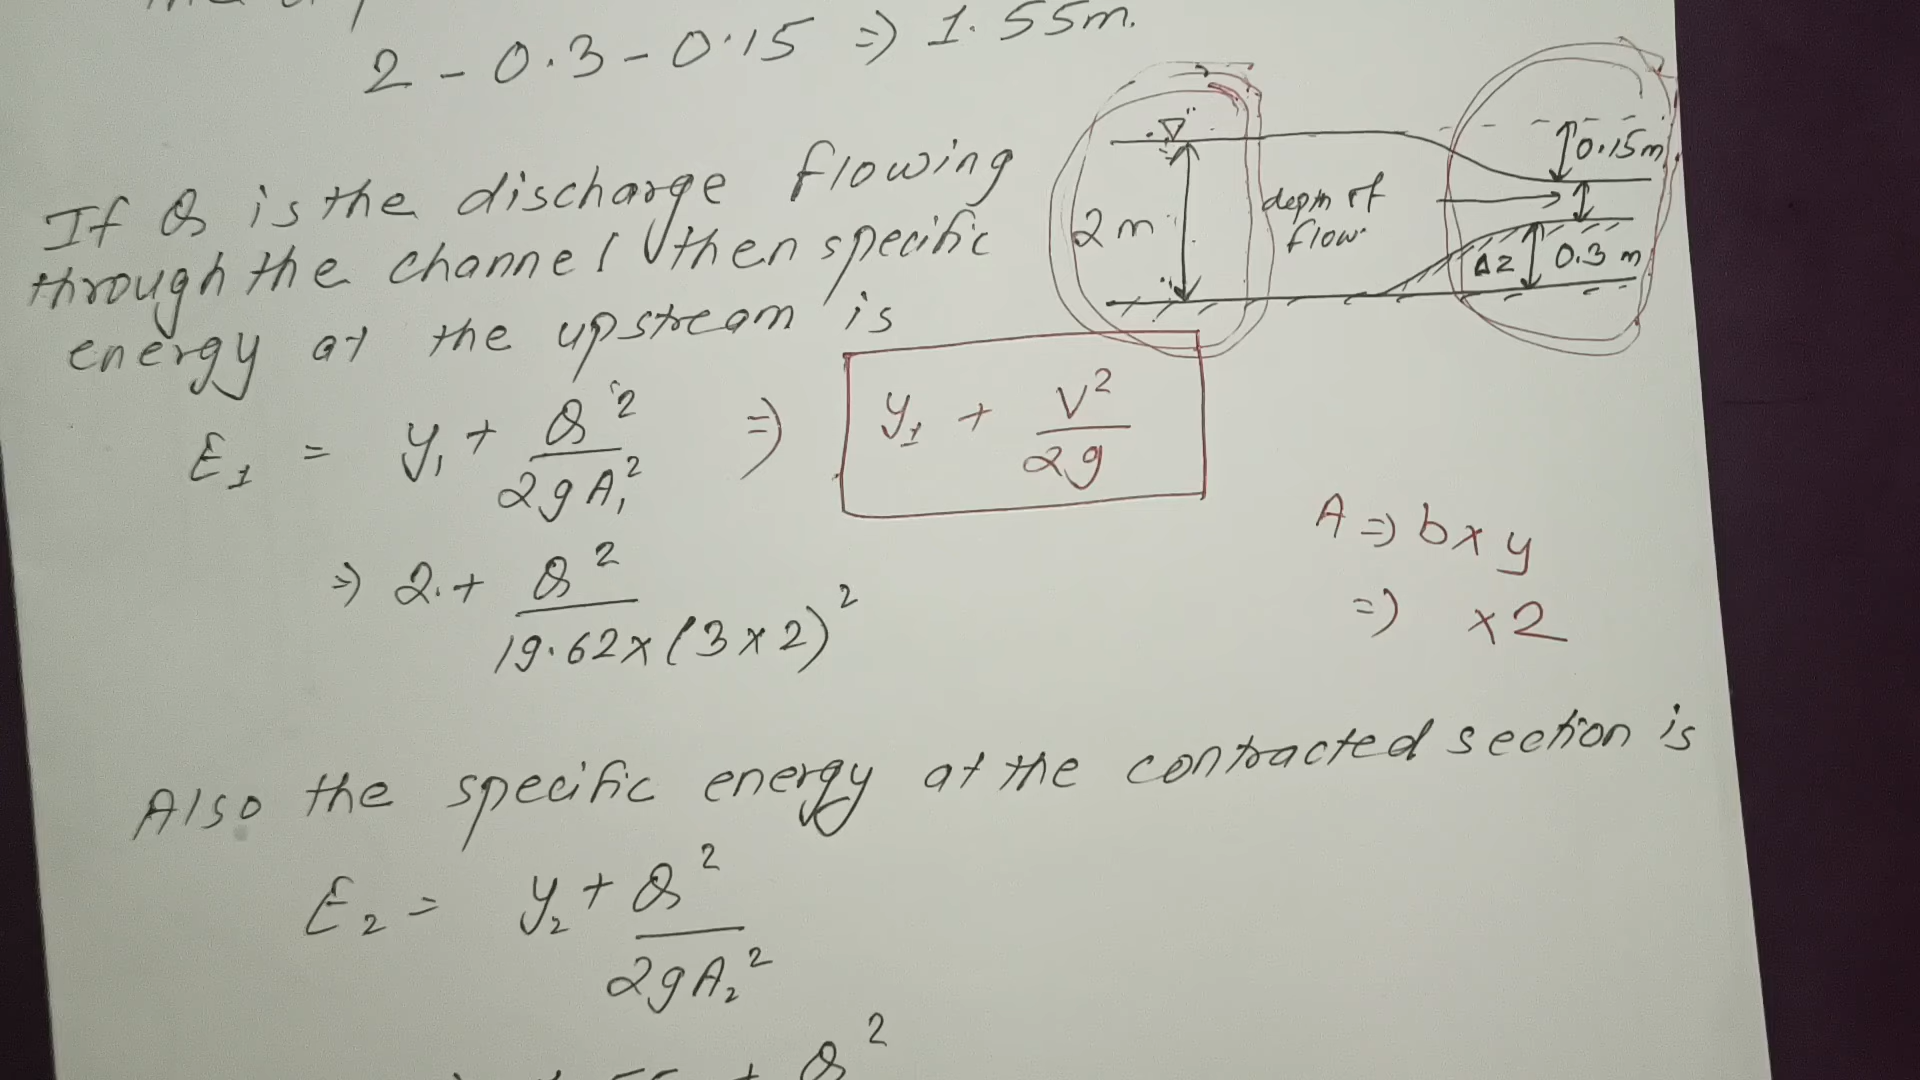 2 - 0.3 - 0.15 => 1.55m.
0.15m
2 m
depth of
flow.
Δz 0.3 m
If Q is the discharge flowing
through the channel then specific
energy at the upstream is
E1 = y1 + Q² / 2gA1² => y1 + V² / 2g
=> 2 + Q² / 19.62 x (3 x 2)²
A => b x y
=> x 2
Also the specific energy at the contracted section is
E2 = y2 + Q² / 2gA2²
+ Q²